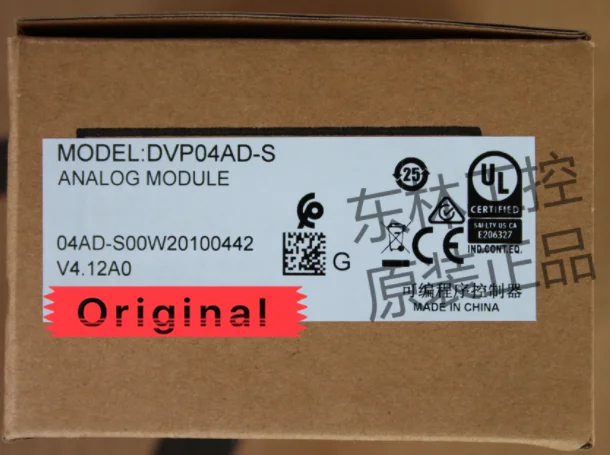 MODEL:DVP04AD-S
ANALOG MODULE
25
UL
CERTIFIED
SAFETY US CA
E206327
IND.CONT.EQ.
04AD-S00W20100442
V4.12A0
G
CE
Original
可编程序控制器
MADE IN CHINA
东林工控
原装正品